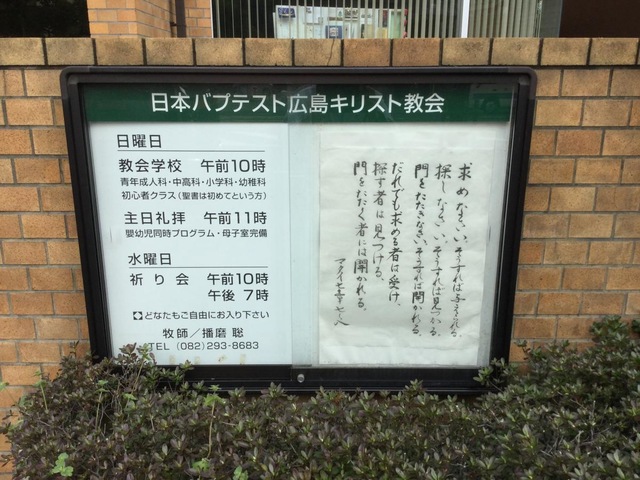 日本バプテスト広島キリスト教会
日曜日
教会学校 午前10時
青年成人科・中高科・小学科・幼稚科
初心者クラス(聖書は初めてという方)
主日礼拝 午前11時
嬰幼児同時プログラム・母子室完備
水曜日
祈り会 午前10時
午後 7時
どなたもご自由にお入り下さい
牧師/播磨 聡
TEL (082)293-8683
求めなさい。そうすれば与えられる。
探しなさい。そうすれば見つかる。
門をたたきなさい。そうすれば開かれる。
だれでも求める者は受け、
探す者は見つける。
門をたたく者には開かれる。
マタイ七章七〜八